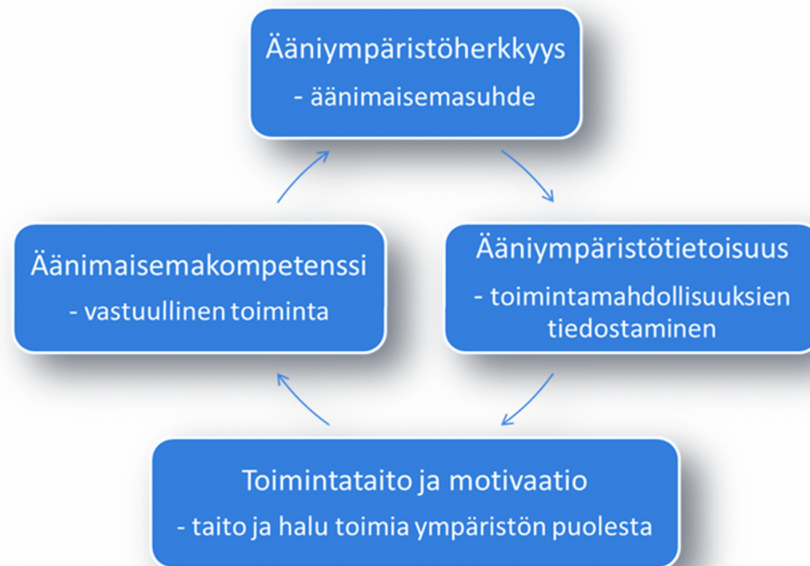 Ääniympäristöherkkyys
- äänimaisemasuhde
Äänimaisemakompetenssi
- vastuullinen toiminta
Ääniympäristötietoisuus
- toimintamahdollisuuksien
tiedostaminen
Toimintataito ja motivaatio
- taito ja halu toimia ympäristön puolesta